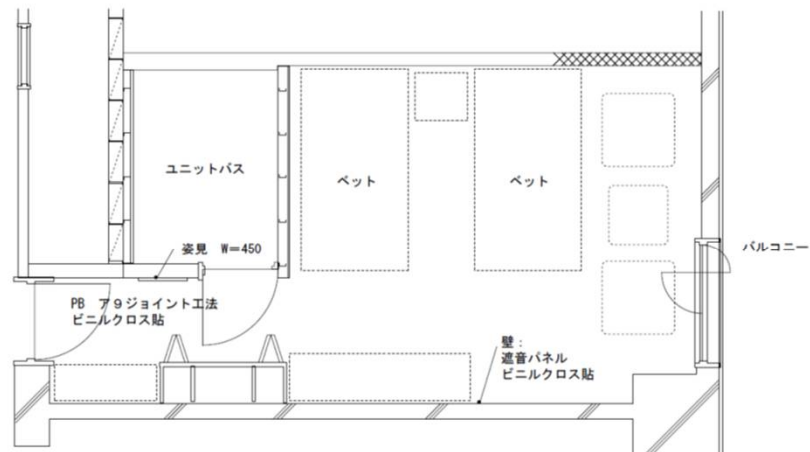 ユニットバス
ベット
ベット
バルコニー
姿見　W＝450
PB　ア９ジョイント工法
ビニルクロス貼
壁：
遮音パネル
ビニルクロス貼